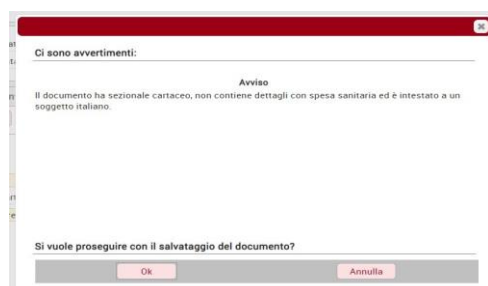 Ci sono avvertimenti:
Avviso
Il documento ha sezionale cartaceo, non contiene dettagli con spesa sanitaria ed è intestato a un
soggetto italiano.
Si vuole proseguire con il salvataggio del documento?
Ok
Annulla